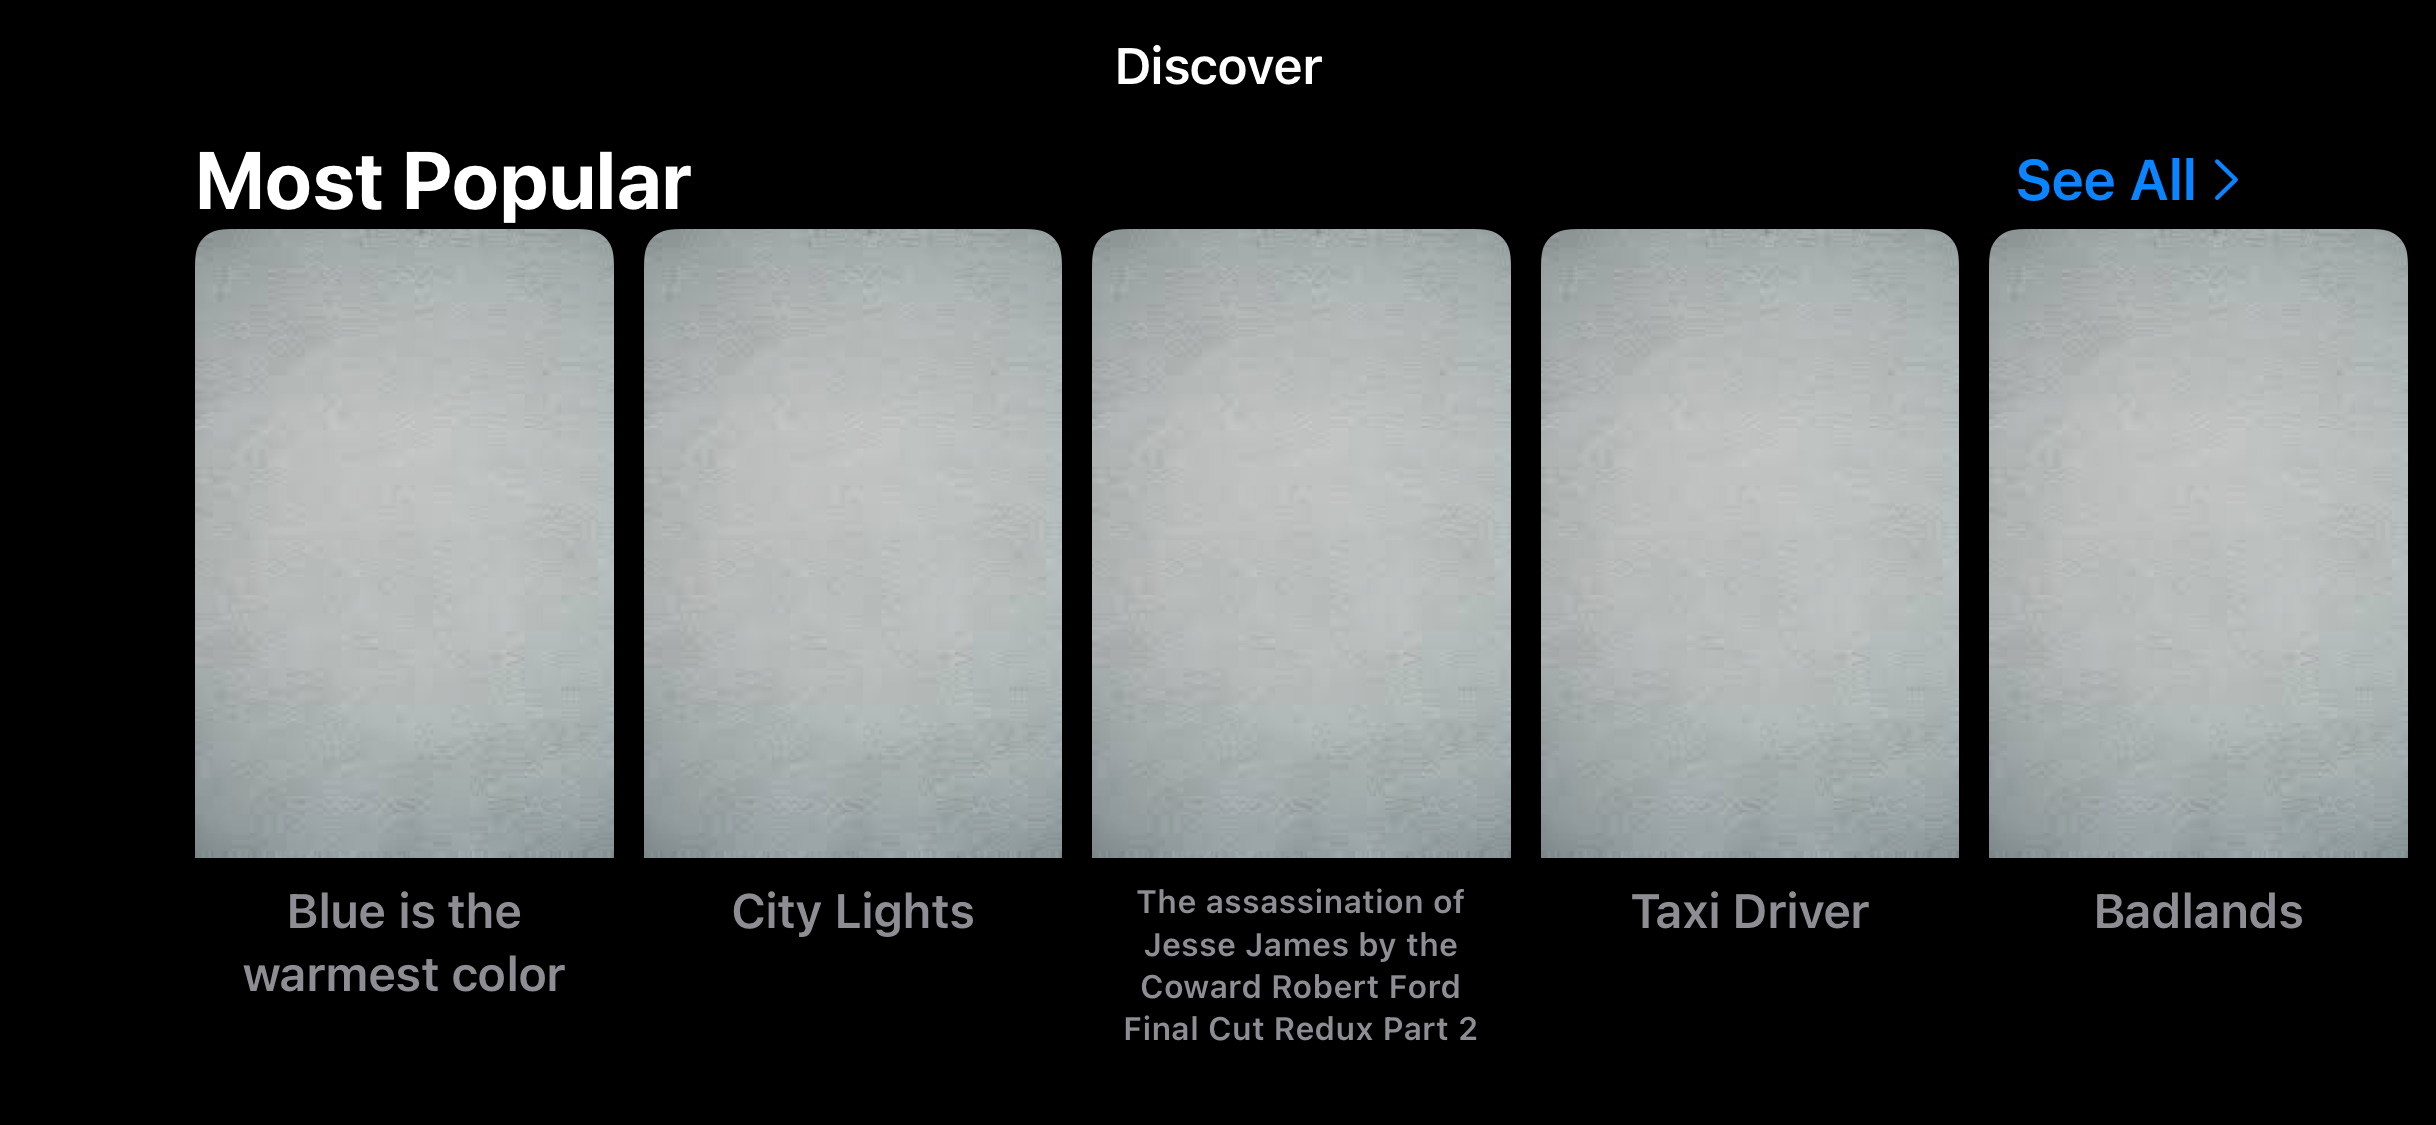 Discover
Most Popular
See All
Blue is the
warmest color
City Lights
The assassination of
Jesse James by the
Coward Robert Ford
Final Cut Redux Part 2
Taxi Driver
Badlands